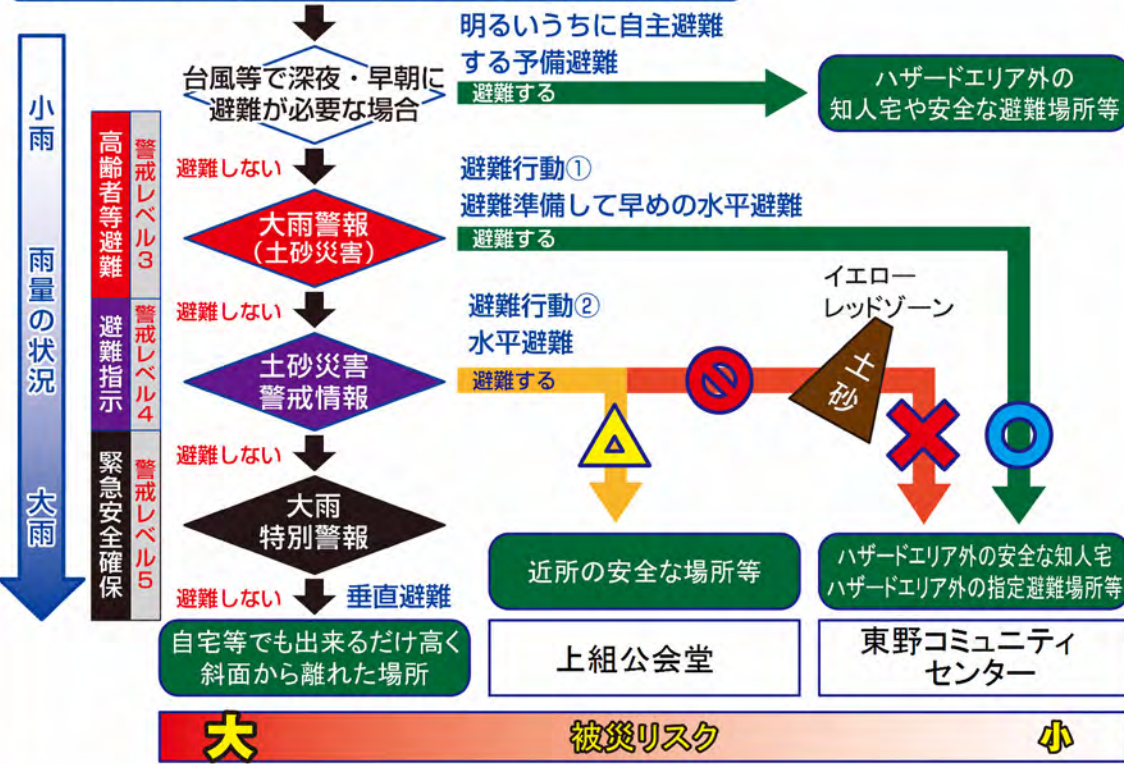 小雨
雨量の状況
大雨
高齢者等避難
警戒レベル3
避難指示
警戒レベル4
緊急安全確保
警戒レベル5
台風等で深夜・早朝に
避難が必要な場合
明るいうちに自主避難
する予備避難
避難する
ハザードエリア外の
知人宅や安全な避難場所等
避難しない
大雨警報
(土砂災害)
避難行動①
避難準備して早めの水平避難
避難する
避難しない
土砂災害
警戒情報
避難行動②
水平避難
避難する
イエロー
レッドゾーン
土砂
避難しない
大雨
特別警報
避難しない
垂直避難
自宅等でも出来るだけ高く
斜面から離れた場所
近所の安全な場所等
上組公会堂
ハザードエリア外の安全な知人宅
ハザードエリア外の指定避難場所等
東野コミュニティ
センター
大
被災リスク
小